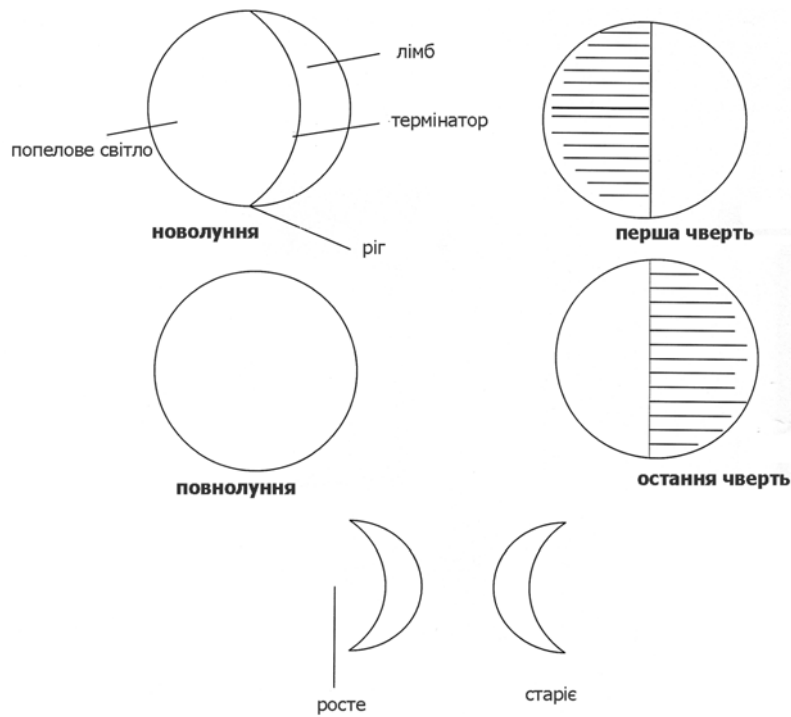 лімб
термінатор
попелове світло
новолуння
ріг
перша чверть
повнолуння
остання чверть
росте
старіє